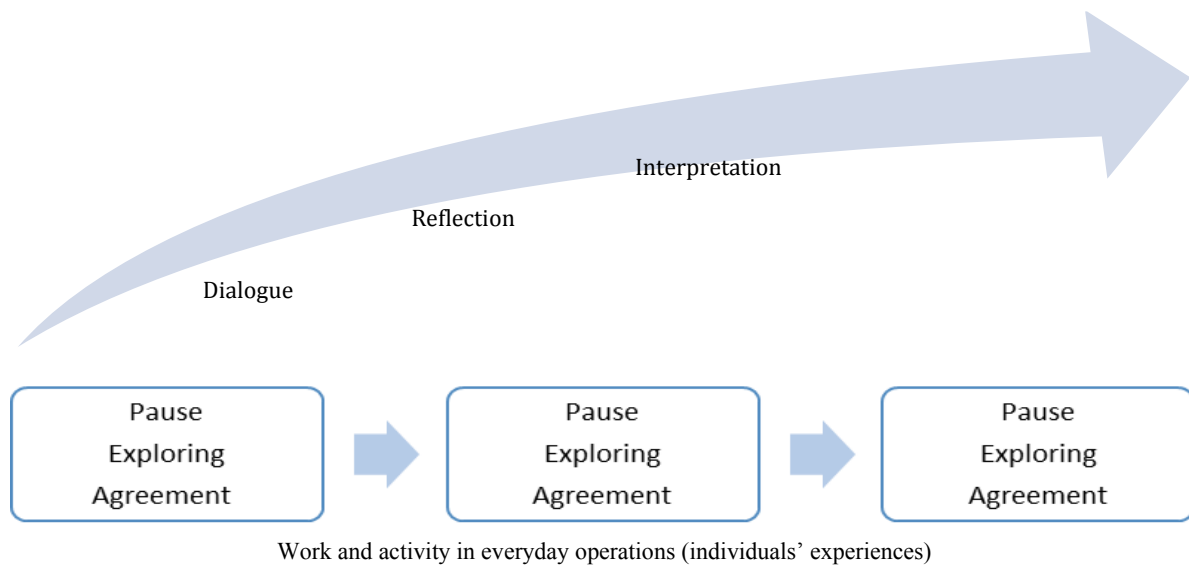 Interpretation
Reflection
Dialogue
Pause
Exploring
Agreement
Pause
Exploring
Agreement
Pause
Exploring
Agreement
Work and activity in everyday operations (individuals’ experiences)